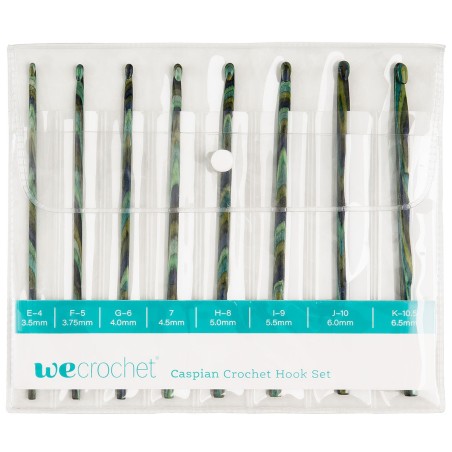 E-4 F-5 G-6 7 H-8 I-9 J-10 K-10.5
3.5mm 3.75mm 4.0mm 4.5mm 5.0mm 5.5mm 6.0mm 6.5mm
wecrochet® Caspian Crochet Hook Set